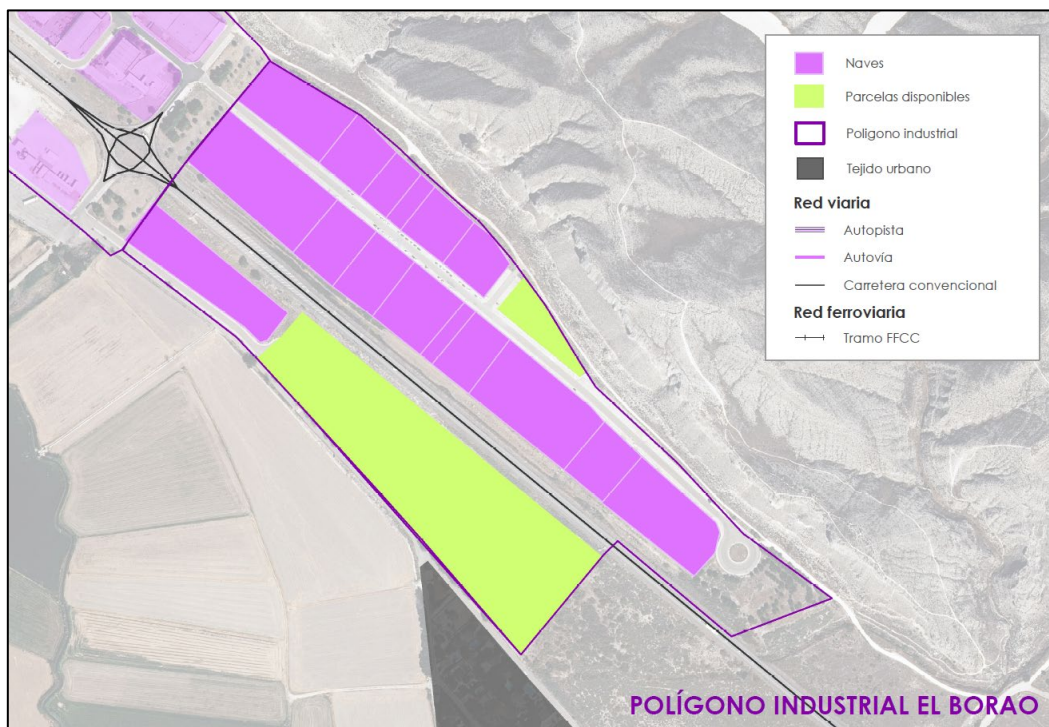 Naves
Parcelas disponibles
Poligono industrial
Tejido urbano
Red viaria
Autopista
Autovía
Carretera convencional
Red ferroviaria
Tramo FFCC
POLÍGONO INDUSTRIAL EL BORAO